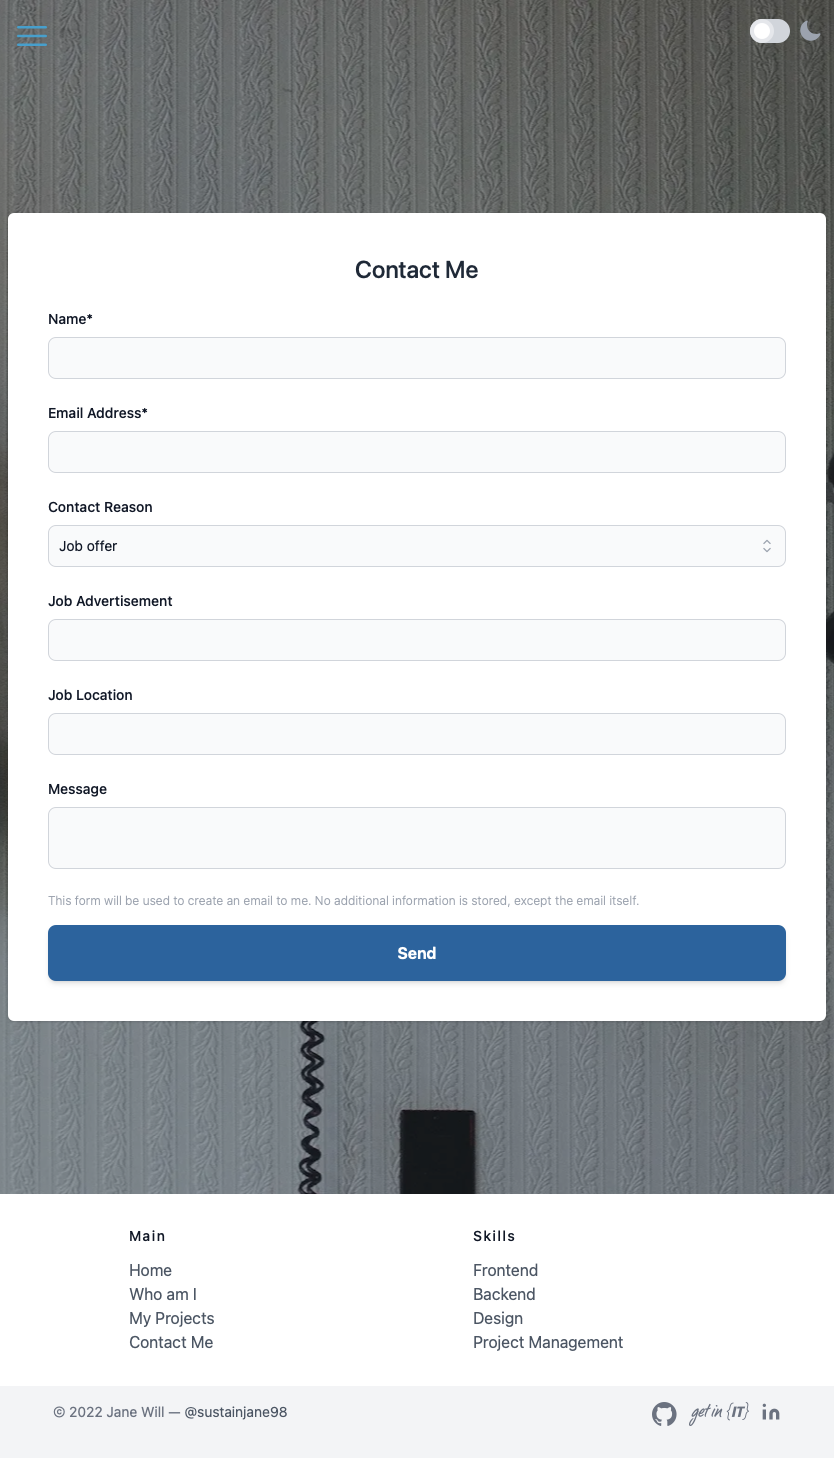 Contact Me
Name*
Email Address*
Contact Reason
Job offer
Job Advertisement
Job Location
Message
This form will be used to create an email to me. No additional information is stored, except the email itself.
Send
Main
Home
Who am I
My Projects
Contact Me
Skills
Frontend
Backend
Design
Project Management
© 2022 Jane Will — @sustainjane98
get in {IT}
in